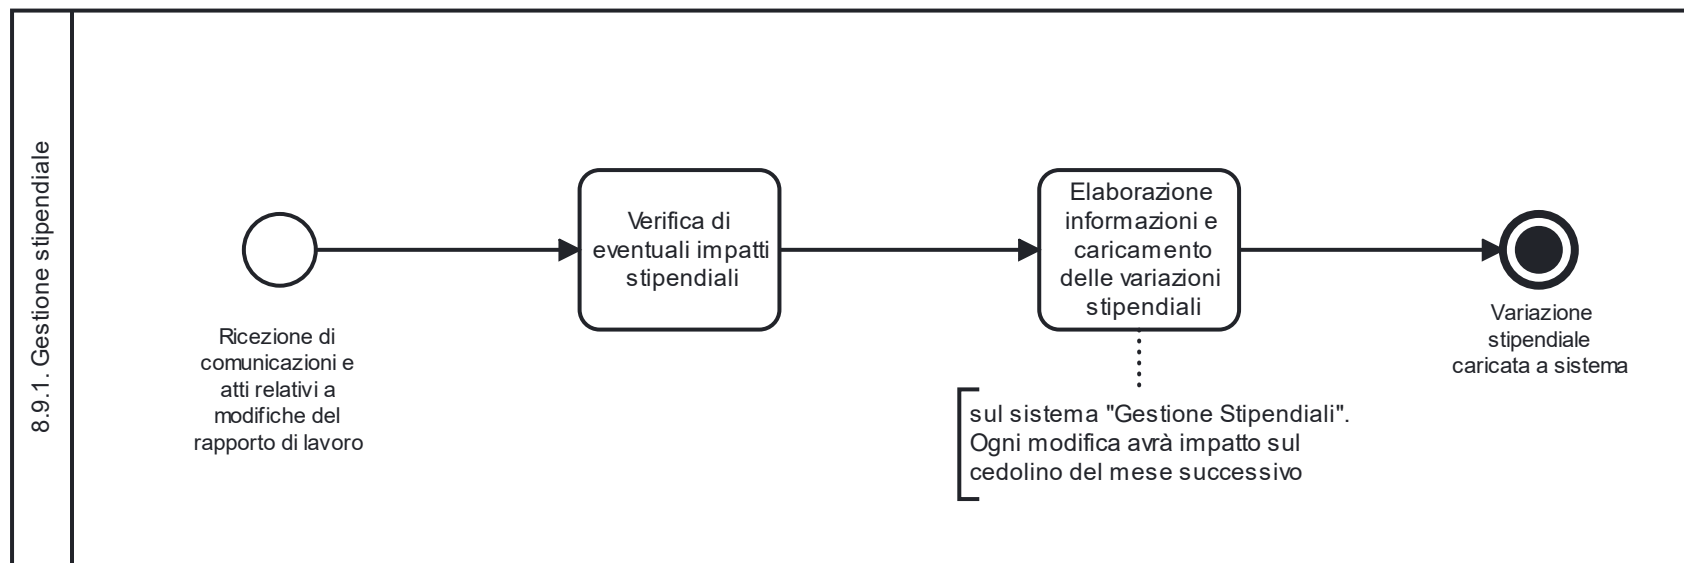 8.9.1. Gestione stipendiale
Ricezione di
comunicazioni e
atti relativi a
modifiche del
rapporto di lavoro
Verifica di
eventuali impatti
stipendiali
Elaborazione
informazioni e
caricamento
delle variazioni
stipendiali
sul sistema "Gestione Stipendiali".
Ogni modifica avrà impatto sul
cedolino del mese successivo
Variazione
stipendiale
caricata a sistema